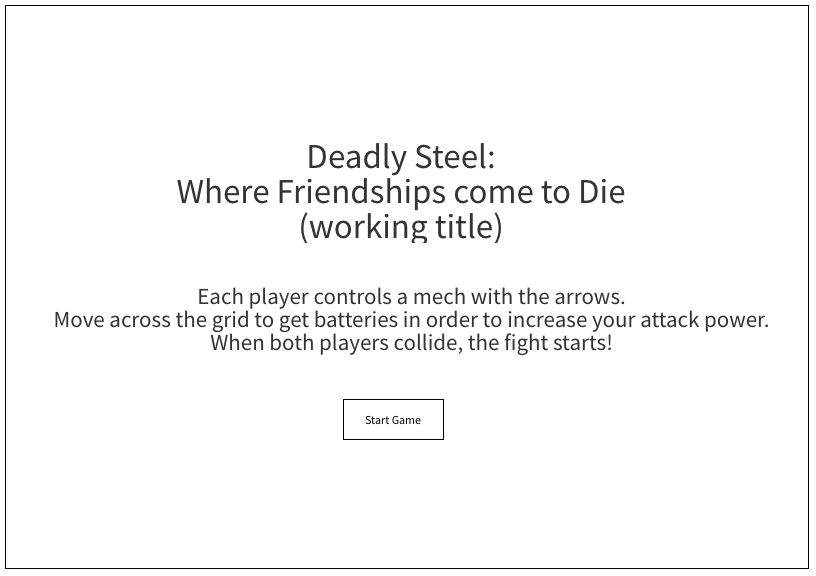 Deadly Steel:
Where Friendships come to Die
(working title)
Each player controls a mech with the arrows.
Move across the grid to get batteries in order to increase your attack power.
When both players collide, the fight starts!
Start Game